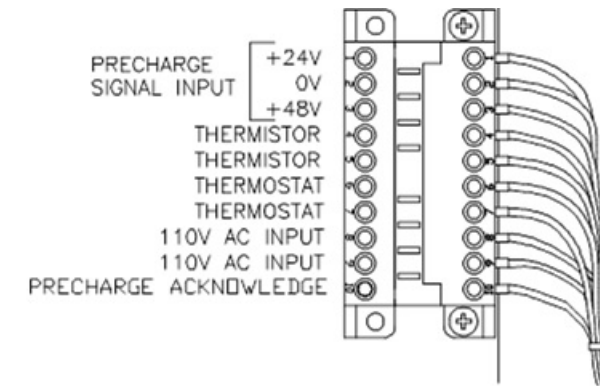 PRECHARGE
SIGNAL INPUT
+24V
0V
+48V
THERMISTOR
THERMISTOR
THERMOSTAT
THERMOSTAT
110V AC INPUT
110V AC INPUT
PRECHARGE ACKNOWLEDGE